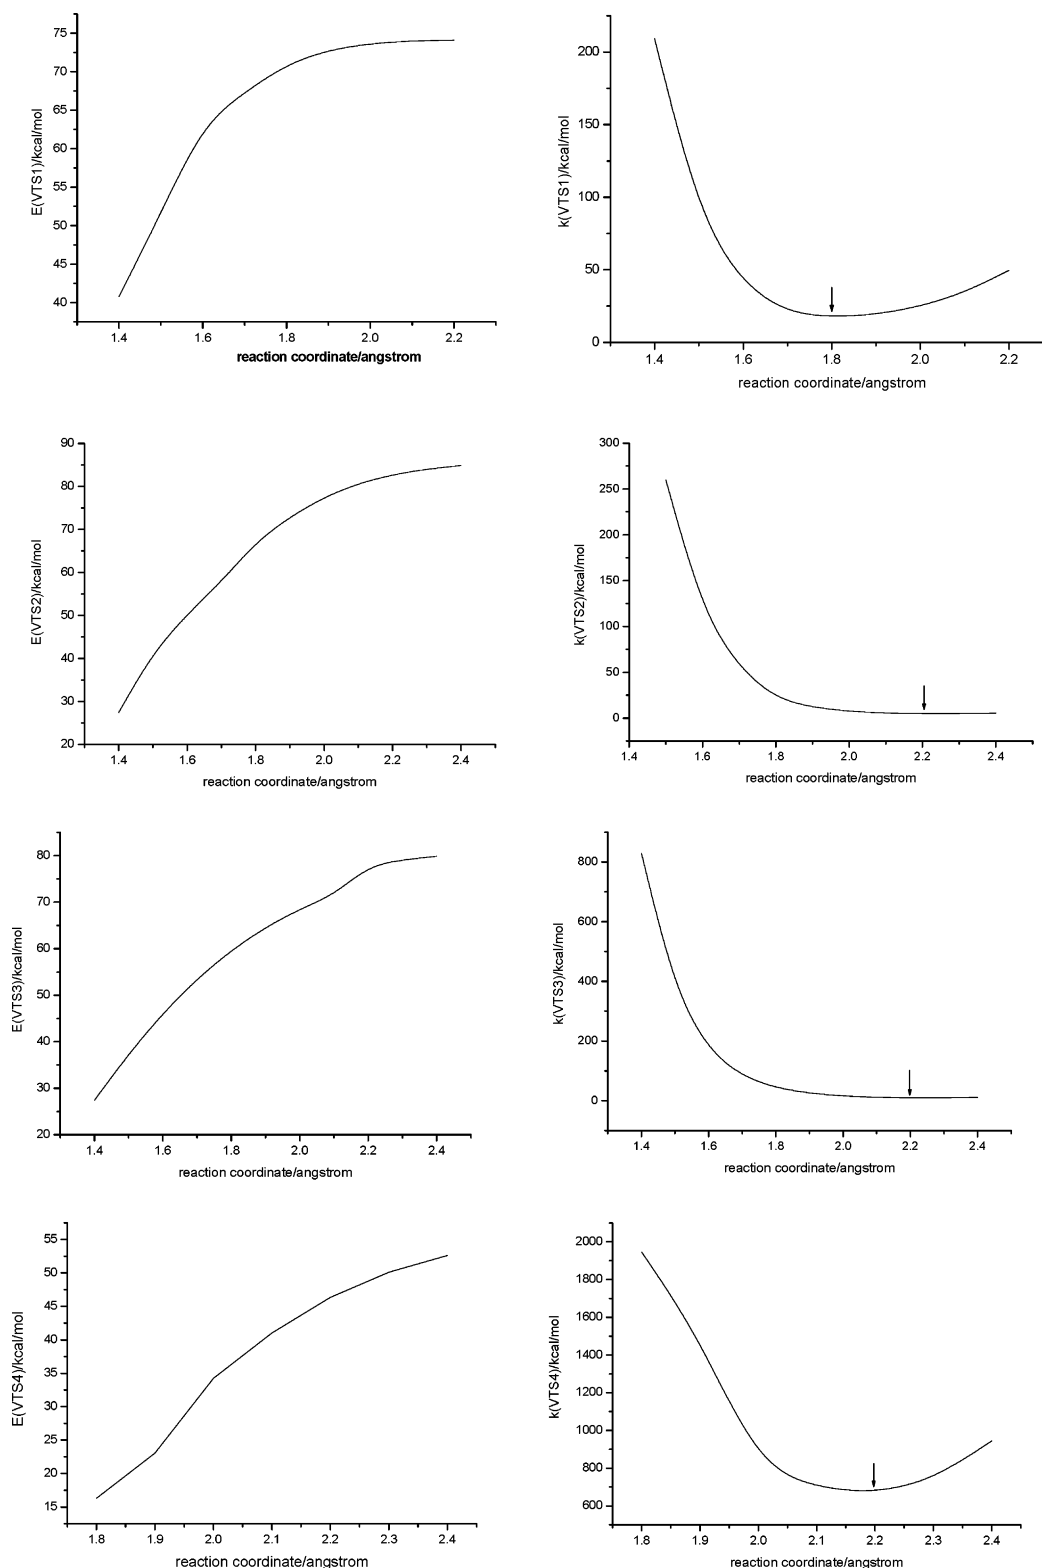 E(VTS1)/kcal/mol
75
70
65
60
55
50
45
40
1.4 1.6 1.8 2.0 2.2
reaction coordinate/angstrom
k(VTS1)/kcal/mol
200
150
100
50
0
1.4 1.6 1.8 2.0 2.2
reaction coordinate/angstrom
E(VTS2)/kcal/mol
90
80
70
60
50
40
30
20
1.4 1.6 1.8 2.0 2.2 2.4
reaction coordinate/angstrom
k(VTS2)/kcal/mol
300
250
200
150
100
50
0
1.4 1.6 1.8 2.0 2.2 2.4
reaction coordinate/angstrom
E(VTS3)/kcal/mol
80
70
60
50
40
30
20
1.4 1.6 1.8 2.0 2.2 2.4
reaction coordinate/angstrom
k(VTS3)/kcal/mol
800
600
400
200
0
1.4 1.6 1.8 2.0 2.2 2.4
reaction coordinate/angstrom
E(VTS4)/kcal/mol
55
50
45
40
35
30
25
20
15
1.8 1.9 2.0 2.1 2.2 2.3 2.4
reaction coordinate/angstrom
k(VTS4)/kcal/mol
2000
1800
1600
1400
1200
1000
800
600
1.8 1.9 2.0 2.1 2.2 2.3 2.4
reaction coordinate/angstrom